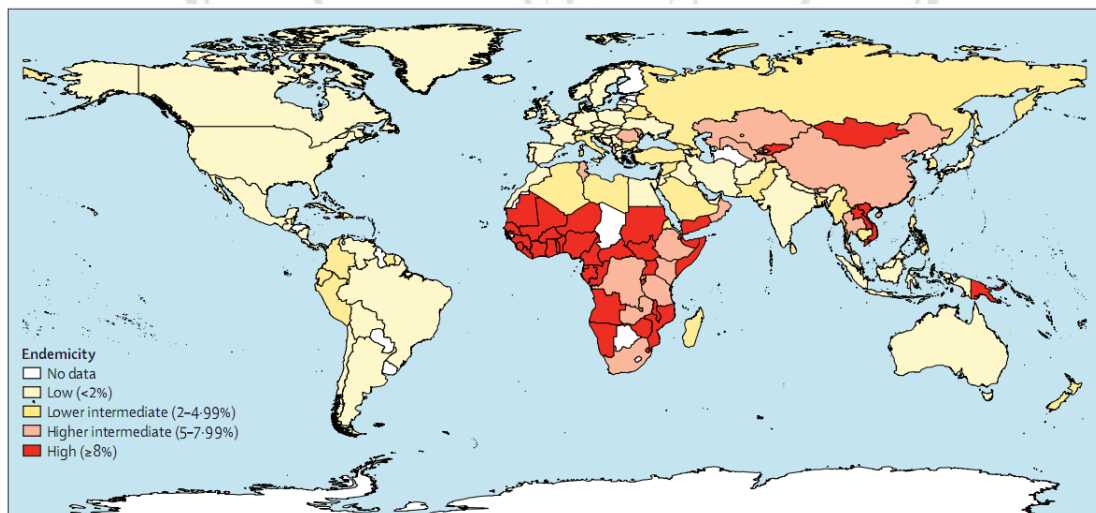 Endemicity
No data
Low (<2%)
Lower intermediate (2–4·99%)
Higher intermediate (5–7·99%)
High (≥8%)